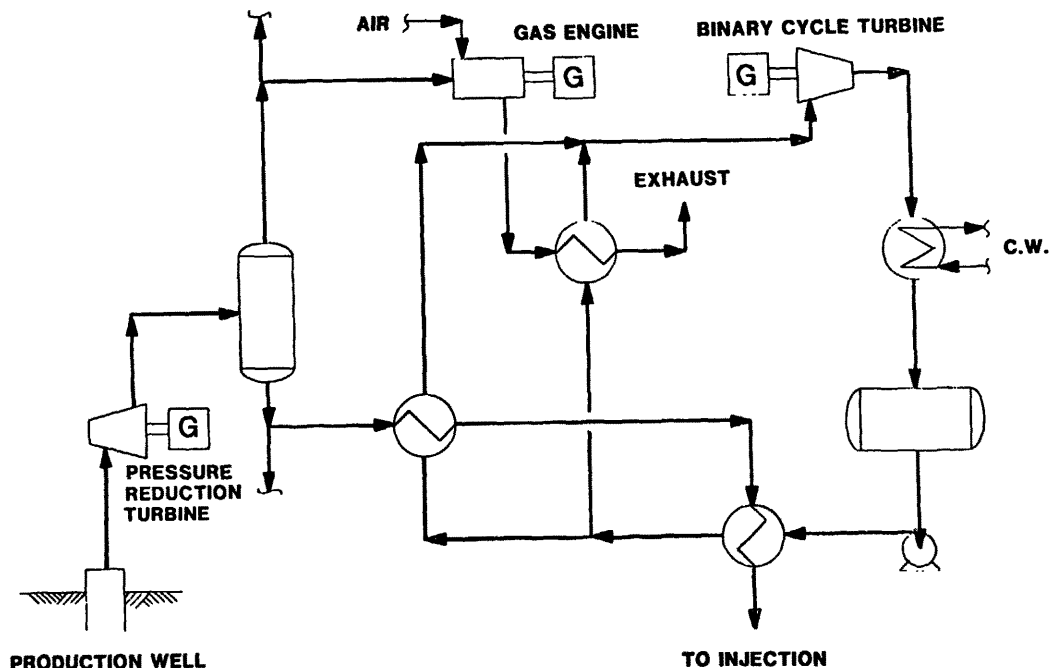 AIR
GAS ENGINE
G
BINARY CYCLE TURBINE
G
EXHAUST
C.W.
G
PRESSURE
REDUCTION
TURBINE
PRODUCTION WELL
TO INJECTION